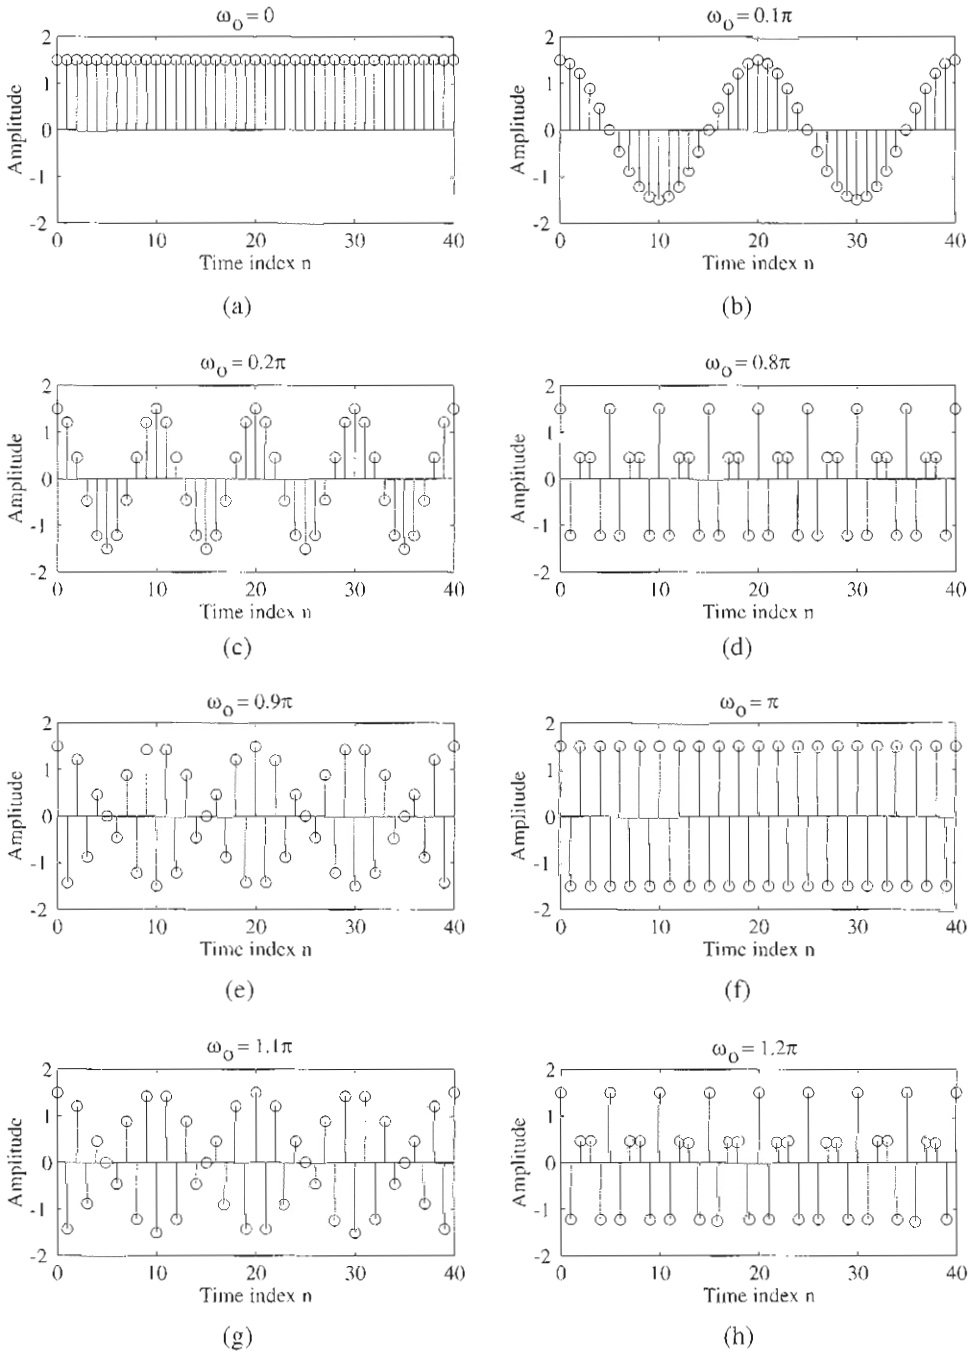 ω₀ = 0
Amplitude
2
1
0
-1
-2
0 10 20 30 40
Time index n
(a)
ω₀ = 0.1π
Amplitude
2
1
0
-1
-2
0 10 20 30 40
Time index n
(b)
ω₀ = 0.2π
Amplitude
2
1
0
-1
-2
0 10 20 30 40
Time index n
(c)
ω₀ = 0.8π
Amplitude
2
1
0
-1
-2
0 10 20 30 40
Time index n
(d)
ω₀ = 0.9π
Amplitude
2
1
0
-1
-2
0 10 20 30 40
Time index n
(e)
ω₀ = π
Amplitude
2
1
0
-1
-2
0 10 20 30 40
Time index n
(f)
ω₀ = 1.1π
Amplitude
2
1
0
-1
-2
0 10 20 30 40
Time index n
(g)
ω₀ = 1.2π
Amplitude
2
1
0
-1
-2
0 10 20 30 40
Time index n
(h)